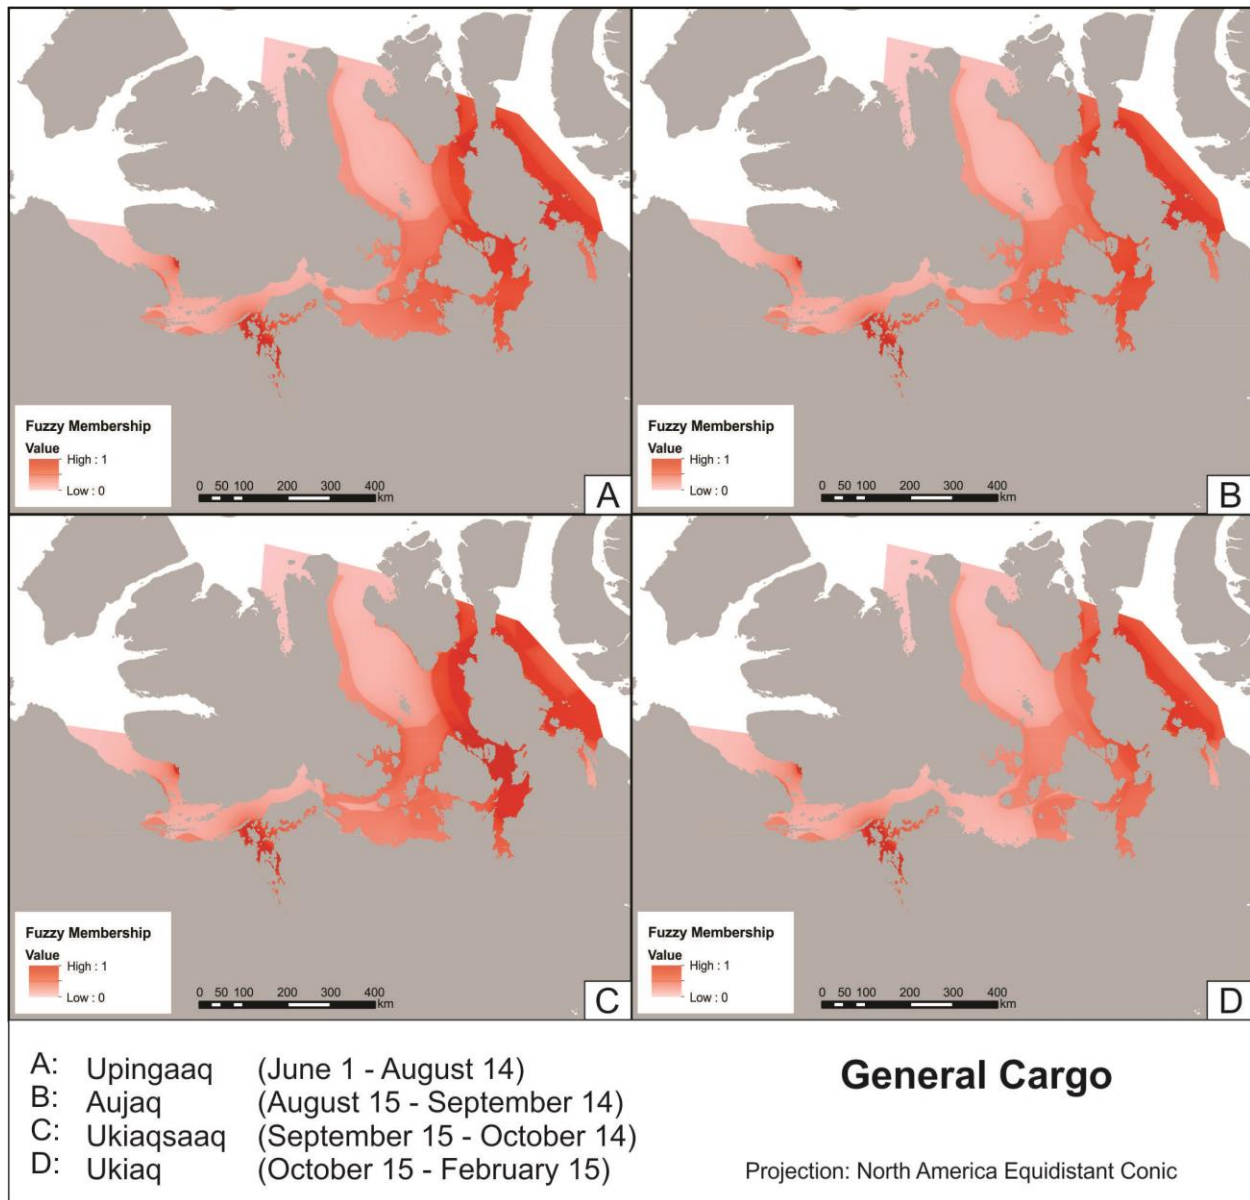 Fuzzy Membership
Value
High : 1
Low : 0
0 50 100 200 300 400
km
A
Fuzzy Membership
Value
High : 1
Low : 0
0 50 100 200 300 400
km
B
Fuzzy Membership
Value
High : 1
Low : 0
0 50 100 200 300 400
km
C
Fuzzy Membership
Value
High : 1
Low : 0
0 50 100 200 300 400
km
D
A: Upingaaq (June 1 - August 14)
B: Aujaq (August 15 - September 14)
C: Ukiaqsaaq (September 15 - October 14)
D: Ukiaq (October 15 - February 15)
General Cargo
Projection: North America Equidistant Conic